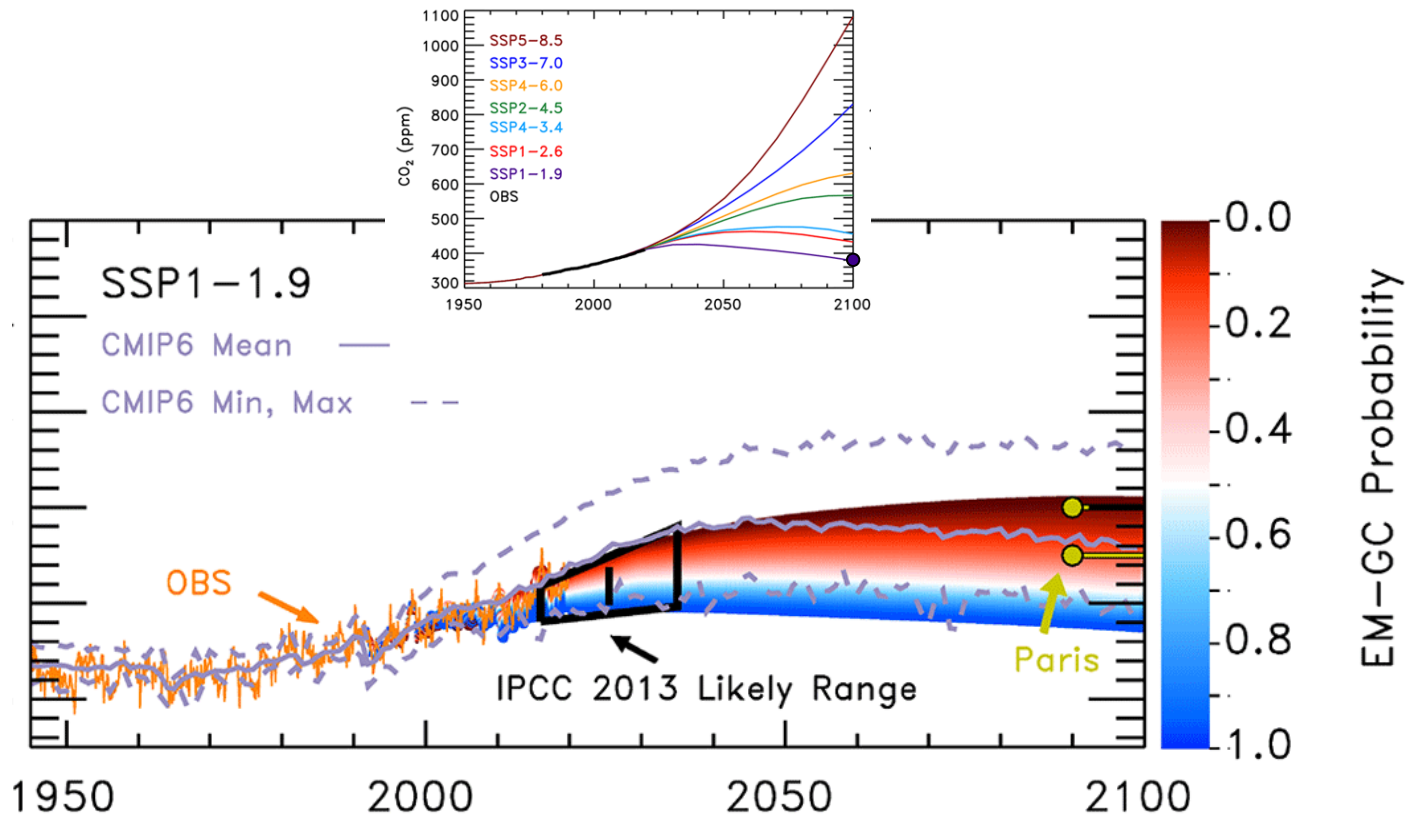 1100
1000
900
800
700
600
500
400
300
CO2 (ppm)
SSP5-8.5
SSP3-7.0
SSP4-6.0
SSP2-4.5
SSP4-3.4
SSP1-2.6
SSP1-1.9
OBS
1950 2000 2050 2100
SSP1-1.9
CMIP6 Mean
CMIP6 Min, Max
OBS
IPCC 2013 Likely Range
Paris
1950 2000 2050 2100
0.0
0.2
0.4
0.6
0.8
1.0
EM-GC Probability